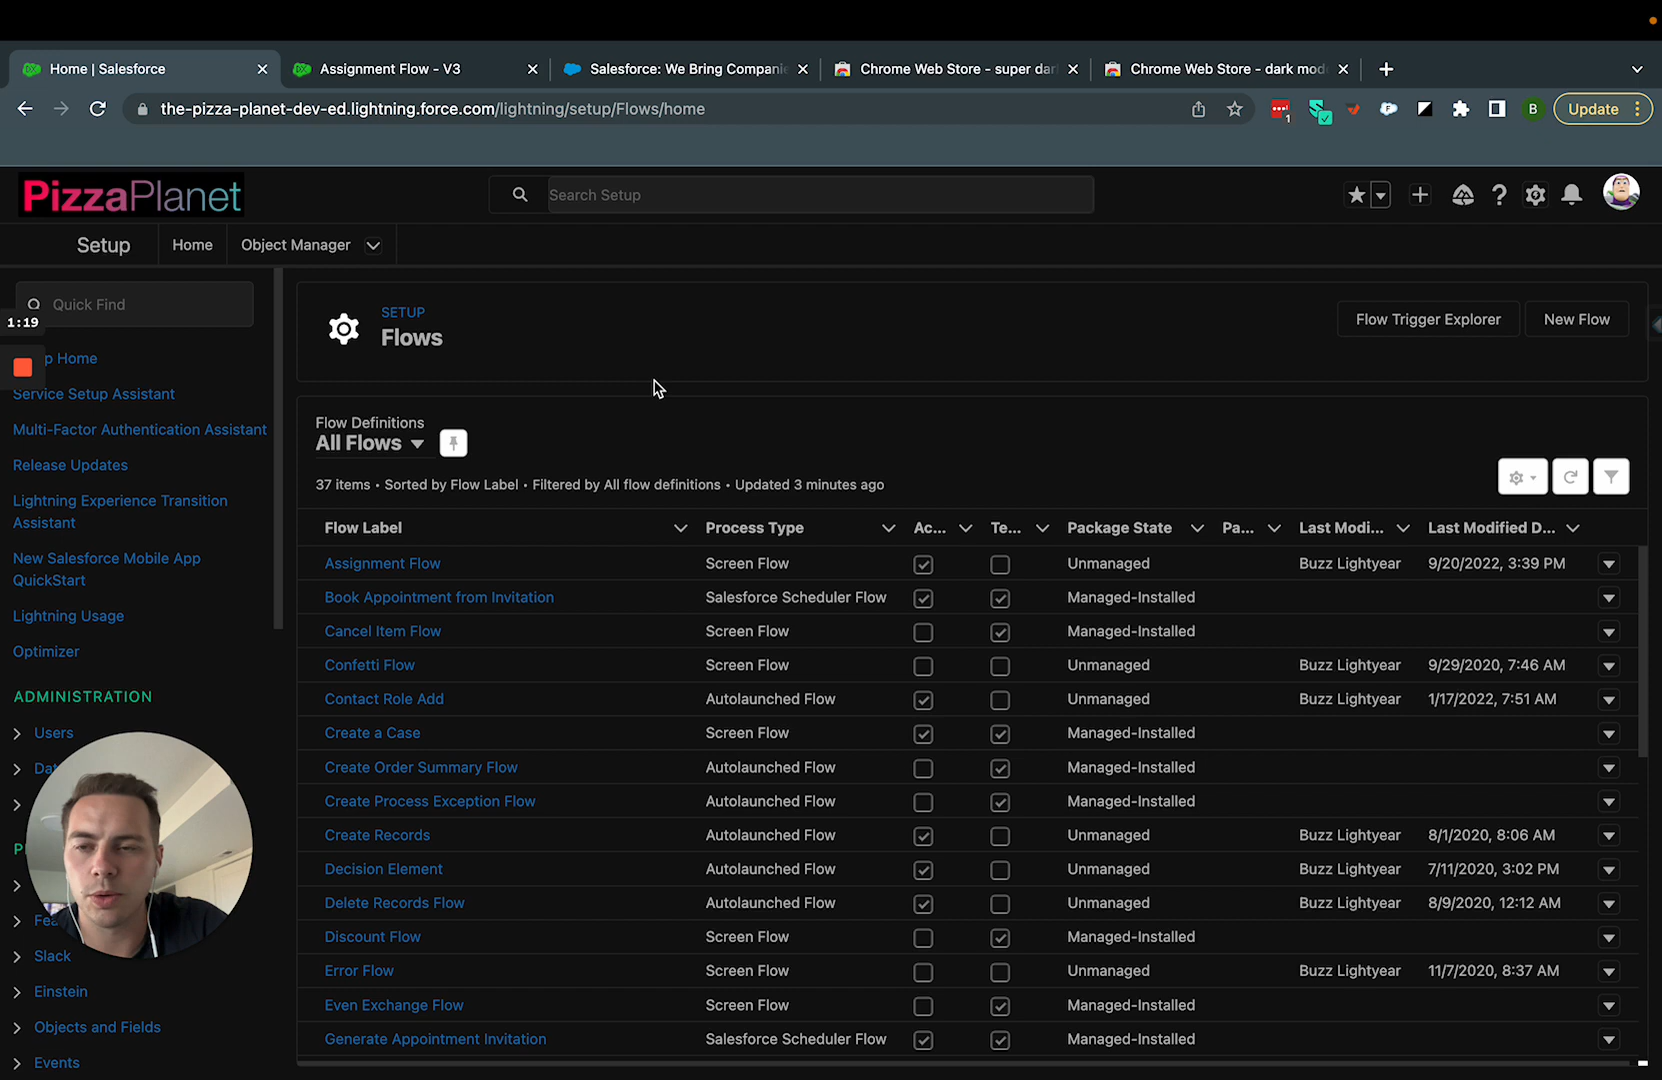 Home | Salesforce
Assignment Flow - V3
Salesforce: We Bring Companie
Chrome Web Store - super dar
Chrome Web Store - dark mod
the-pizza-planet-dev-ed.lightning.force.com/lightning/setup/Flows/home
1
B
Update
PizzaPlanet
Search Setup
Setup
Home
Object Manager
Quick Find
1:19
p Home
Service Setup Assistant
Multi-Factor Authentication Assistant
Release Updates
Lightning Experience Transition
Assistant
New Salesforce Mobile App
QuickStart
Lightning Usage
Optimizer
ADMINISTRATION
Users
Dat
P
Fea
Slack
Einstein
Objects and Fields
Events
SETUP
Flows
Flow Trigger Explorer
New Flow
Flow Definitions
All Flows
37 items • Sorted by Flow Label • Filtered by All flow definitions • Updated 3 minutes ago
Flow Label Process Type Ac... Te... Package State Pa... Last Modi... Last Modified D...
Assignment Flow Screen Flow Unmanaged Buzz Lightyear 9/20/2022, 3:39 PM
Book Appointment from Invitation Salesforce Scheduler Flow Managed-Installed
Cancel Item Flow Screen Flow Managed-Installed
Confetti Flow Screen Flow Unmanaged Buzz Lightyear 9/29/2020, 7:46 AM
Contact Role Add Autolaunched Flow Unmanaged Buzz Lightyear 1/17/2022, 7:51 AM
Create a Case Screen Flow Managed-Installed
Create Order Summary Flow Autolaunched Flow Managed-Installed
Create Process Exception Flow Autolaunched Flow Managed-Installed
Create Records Autolaunched Flow Unmanaged Buzz Lightyear 8/1/2020, 8:06 AM
Decision Element Autolaunched Flow Unmanaged Buzz Lightyear 7/11/2020, 3:02 PM
Delete Records Flow Autolaunched Flow Unmanaged Buzz Lightyear 8/9/2020, 12:12 AM
Discount Flow Screen Flow Managed-Installed
Error Flow Screen Flow Unmanaged Buzz Lightyear 11/7/2020, 8:37 AM
Even Exchange Flow Screen Flow Managed-Installed
Generate Appointment Invitation Salesforce Scheduler Flow Managed-Installed